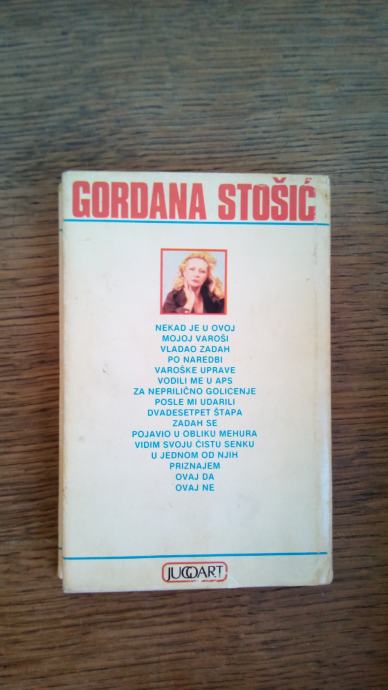 GORDANA STOŠIĆ
NEKAD JE U OVOJ
MOJOJ VAROŠI
VLADAO ZADAH
PO NAREDBI
VAROŠKE UPRAVE
VODILI ME U APS
ZA NEPRILIČNO GOLICENJE
POSLE MI UDARILI
DVADESETPET ŠTAPA
ZADAH SE
POJAVIO U OBLIKU MEHURA
VIDIM SVOJU ČISTU SENKU
U JEDNOM OD NJIH
PRIZNAJEM
OVAJ DA
OVAJ NE
JUGOART